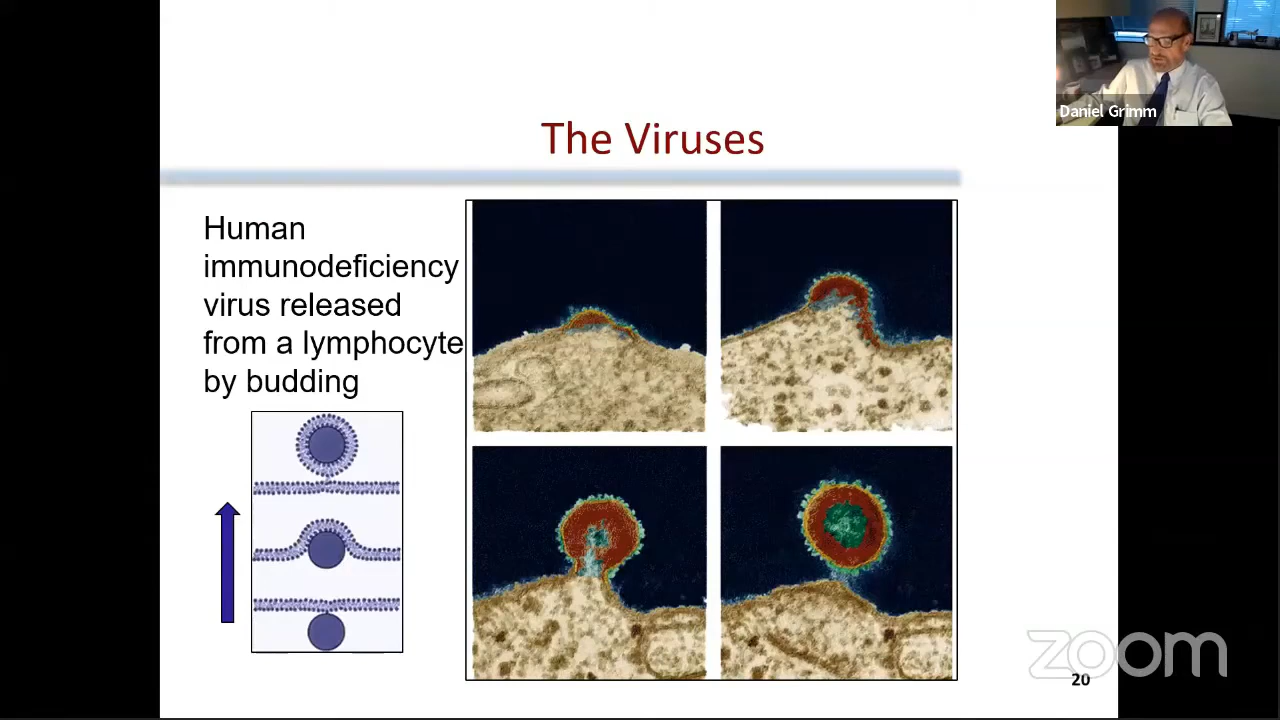 Daniel Grimm
The Viruses
Human
immunodeficiency
virus released
from a lymphocyte
by budding
zoom
20